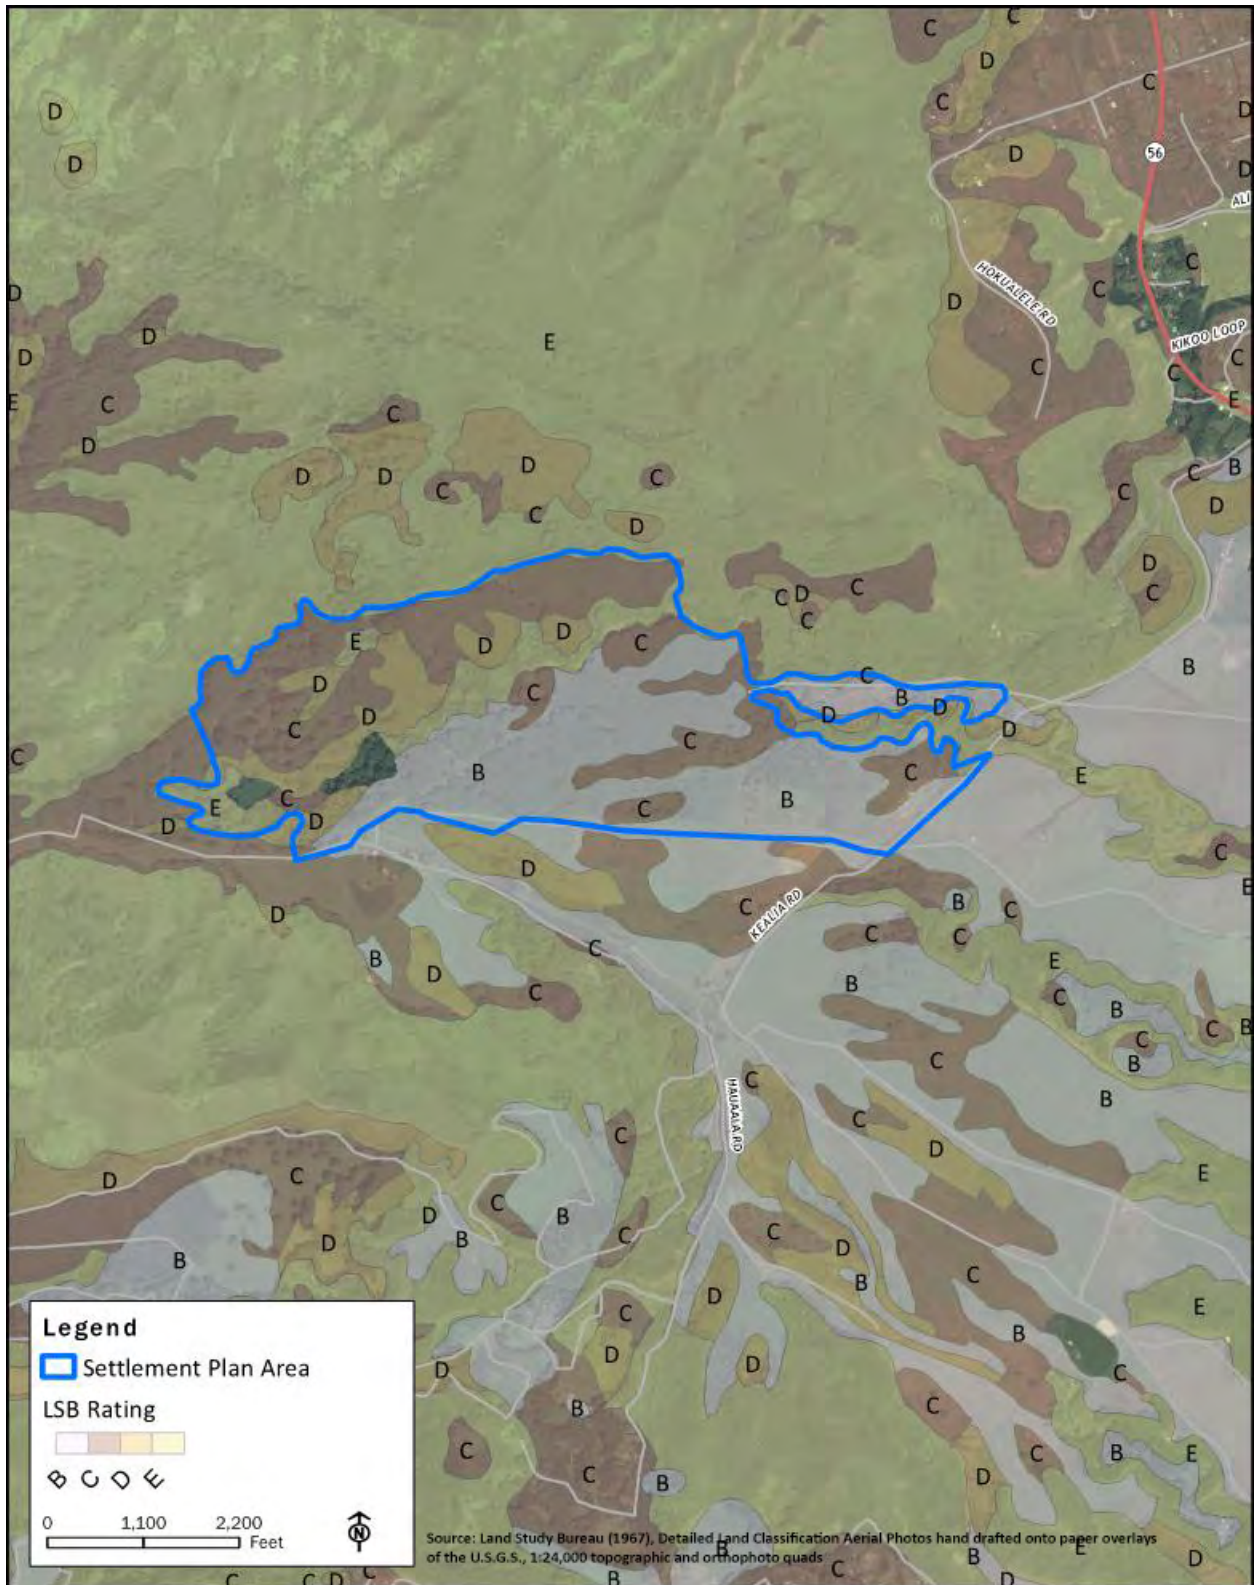 C
C
D
C
C
D
D
56
D
C
D
D
ALI
C
D
C
D
HOKUALELE RD
D
E
KIKOO LOOP
D
C
C
C
E
C
C
E
D
D
D
D
C
C
C
B
C
D
C
D
D
C
C
D
C
C
E
D
D
C
B
D
C
D
C
B
D
D
C
D
D
C
C
C
B
C
E
B
E
C
C
D
D
C
D
E
C
B
C
KEALIA RD
D
C
C
C
B
D
C
E
B
C
B
C
B
C
B
C
C
HAUAALA RD
B
C
C
D
D
C
E
C
D
B
B
C
C
D
B
D
D
B
C
E
D
C
B
Legend
Settlement Plan Area
LSB Rating
B C D E
0 1,100 2,200
Feet
N
D
D
C
B
C
C
C
B
D
C
B
E
C
B
D
Source: Land Study Bureau (1967), Detailed Land Classification Aerial Photos hand drafted onto paper overlays
of the U.S.G.S., 1:24,000 topographic and orthophoto quads
B
E
C
B
D
C
C
D
C
B
D